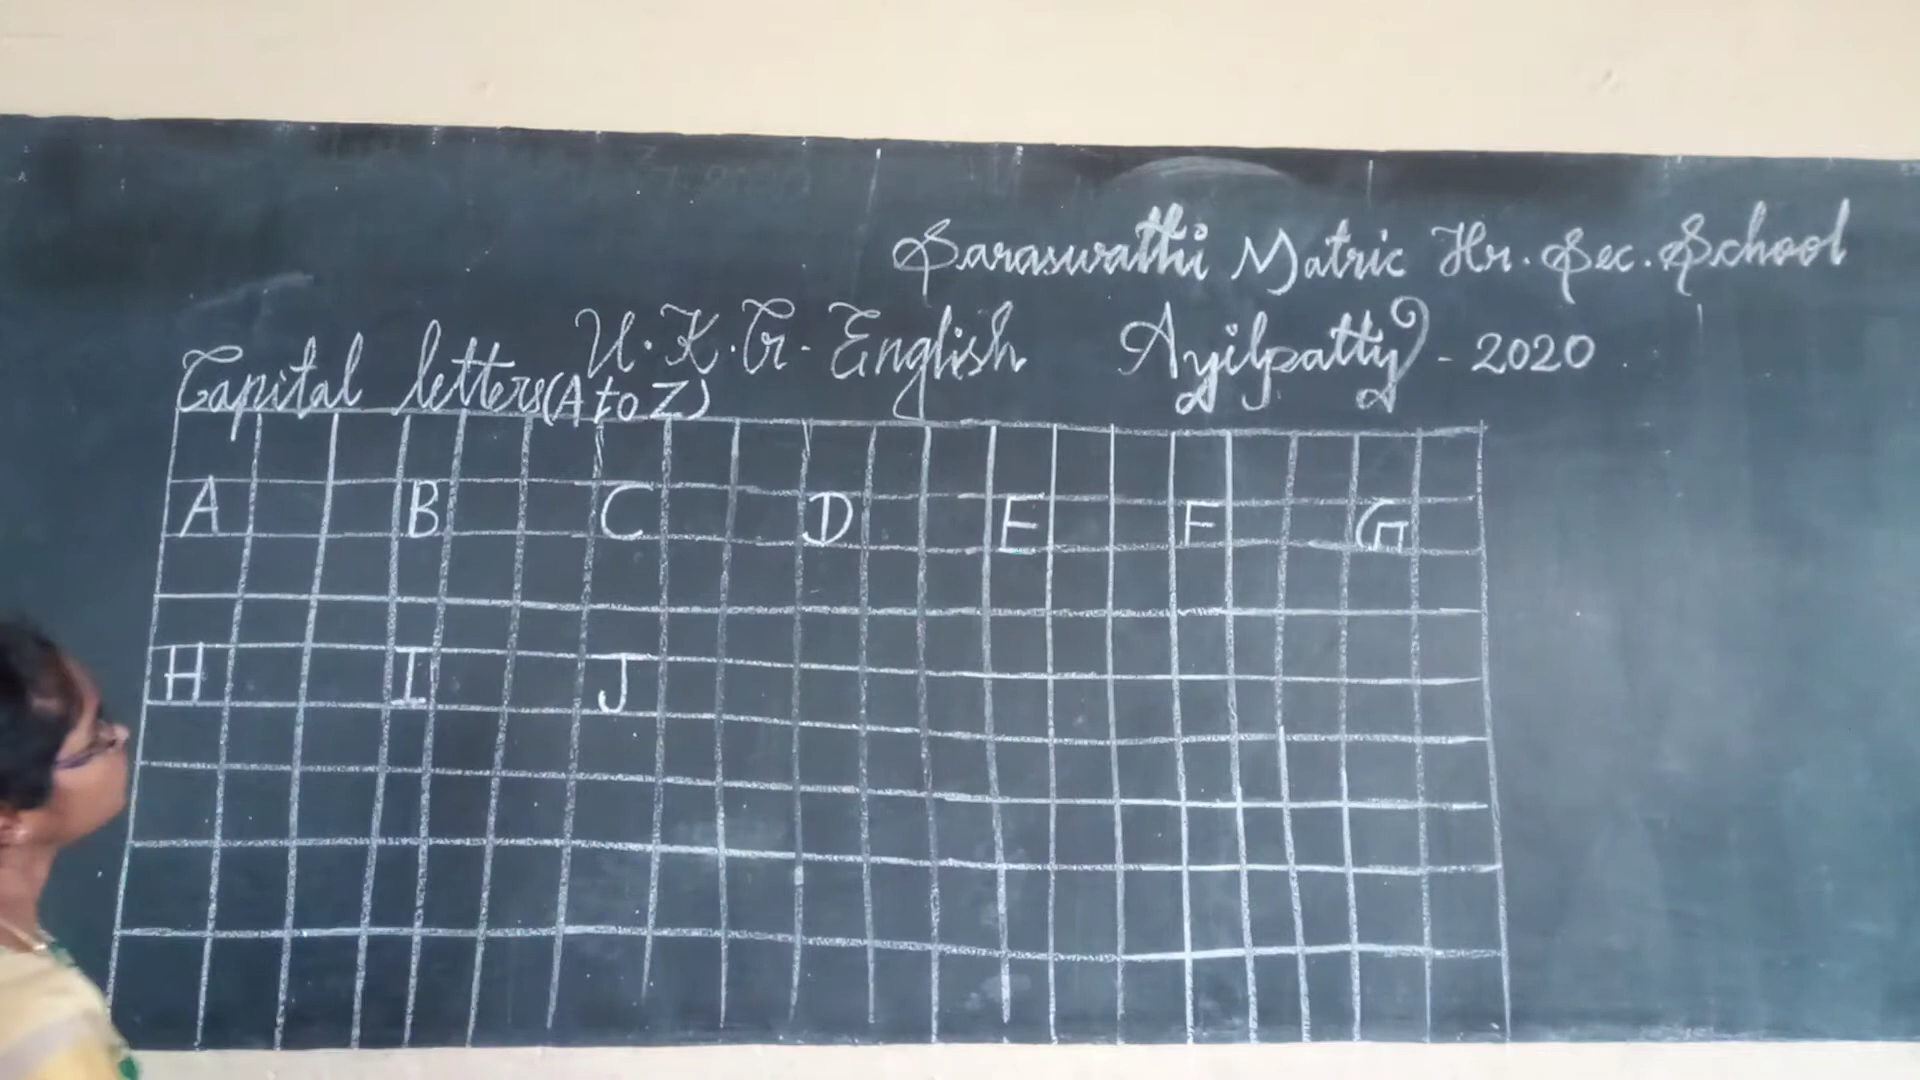 Saraswathi Matric Hr. Sec. School
U.K.G - English Ayilpatty - 2020
Capital letters (A to Z)
A B C D E F G
H I J